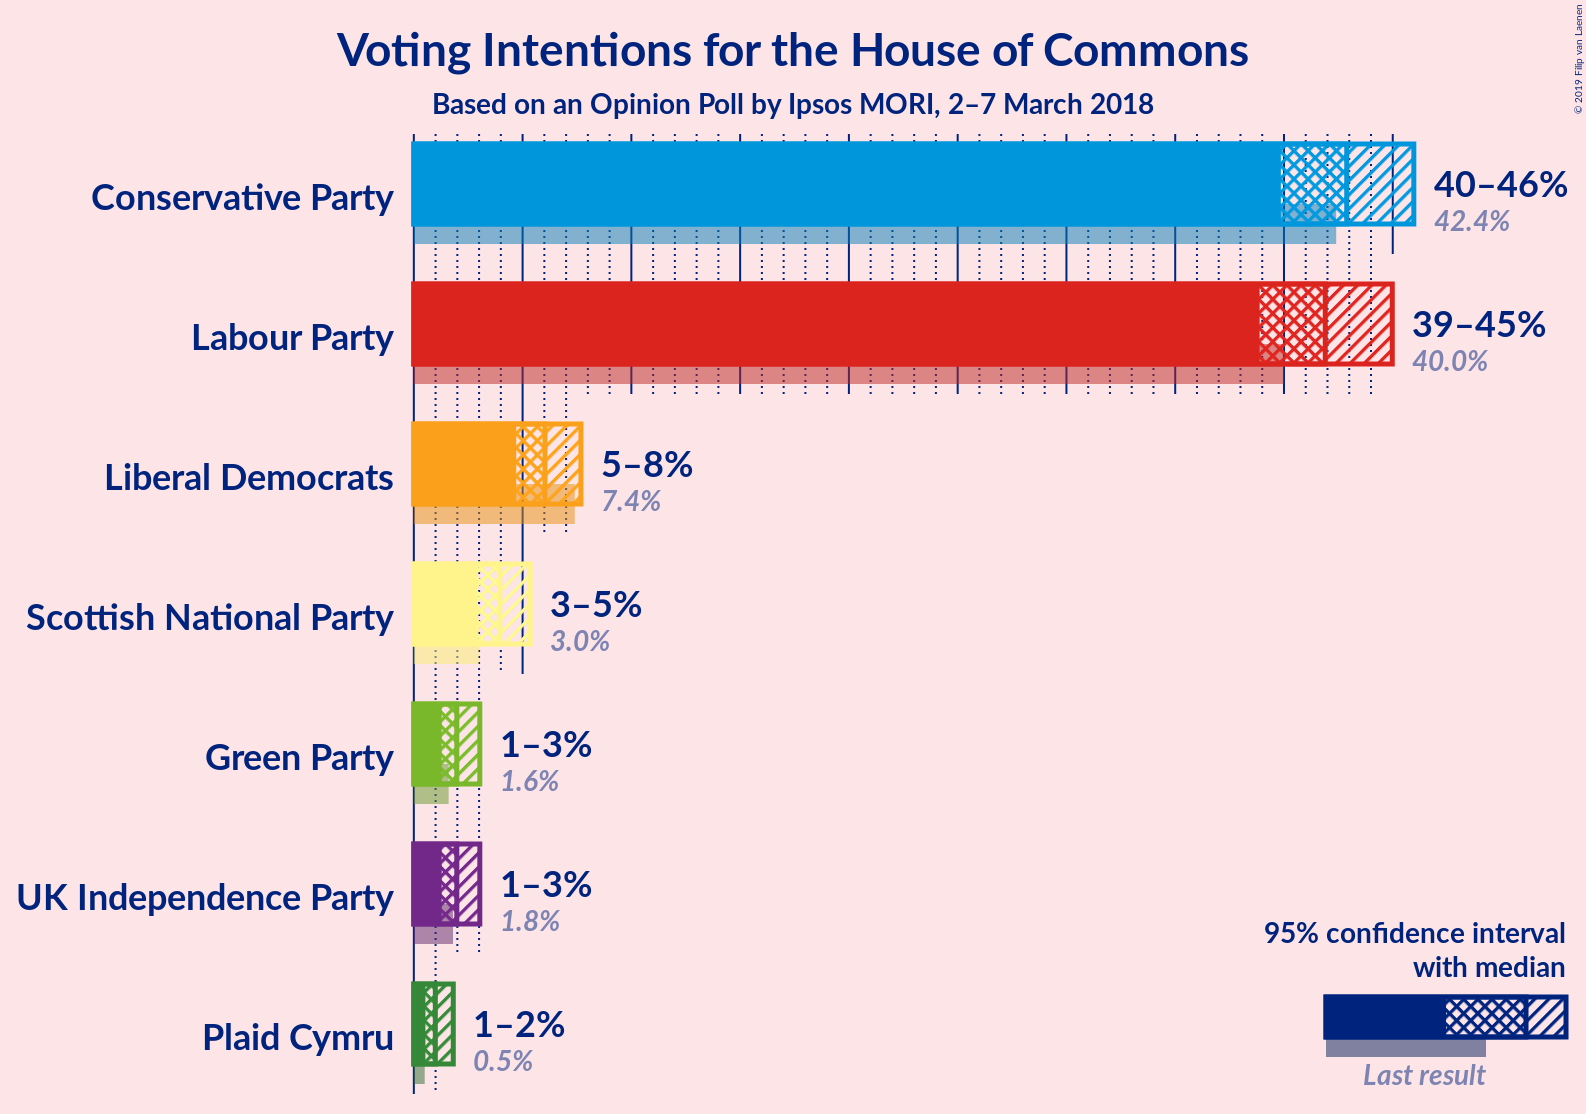 Voting Intentions for the House of Commons
Based on an Opinion Poll by Ipsos MORI, 2–7 March 2018
© 2019 Filip van Laenen
Conservative Party
40–46%
42.4%
Labour Party
39–45%
40.0%
Liberal Democrats
5–8%
7.4%
Scottish National Party
3–5%
3.0%
Green Party
1–3%
1.6%
UK Independence Party
1–3%
1.8%
Plaid Cymru
1–2%
0.5%
95% confidence interval
with median
Last result